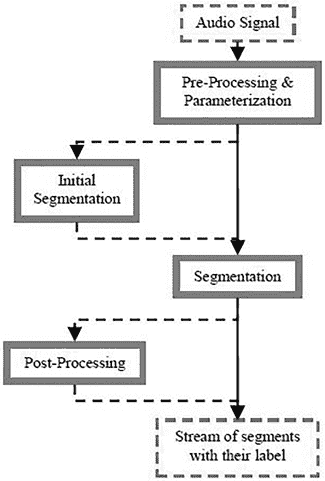 Audio Signal
Pre-Processing &
Parameterization
Initial
Segmentation
Segmentation
Post-Processing
Stream of segments
with their label